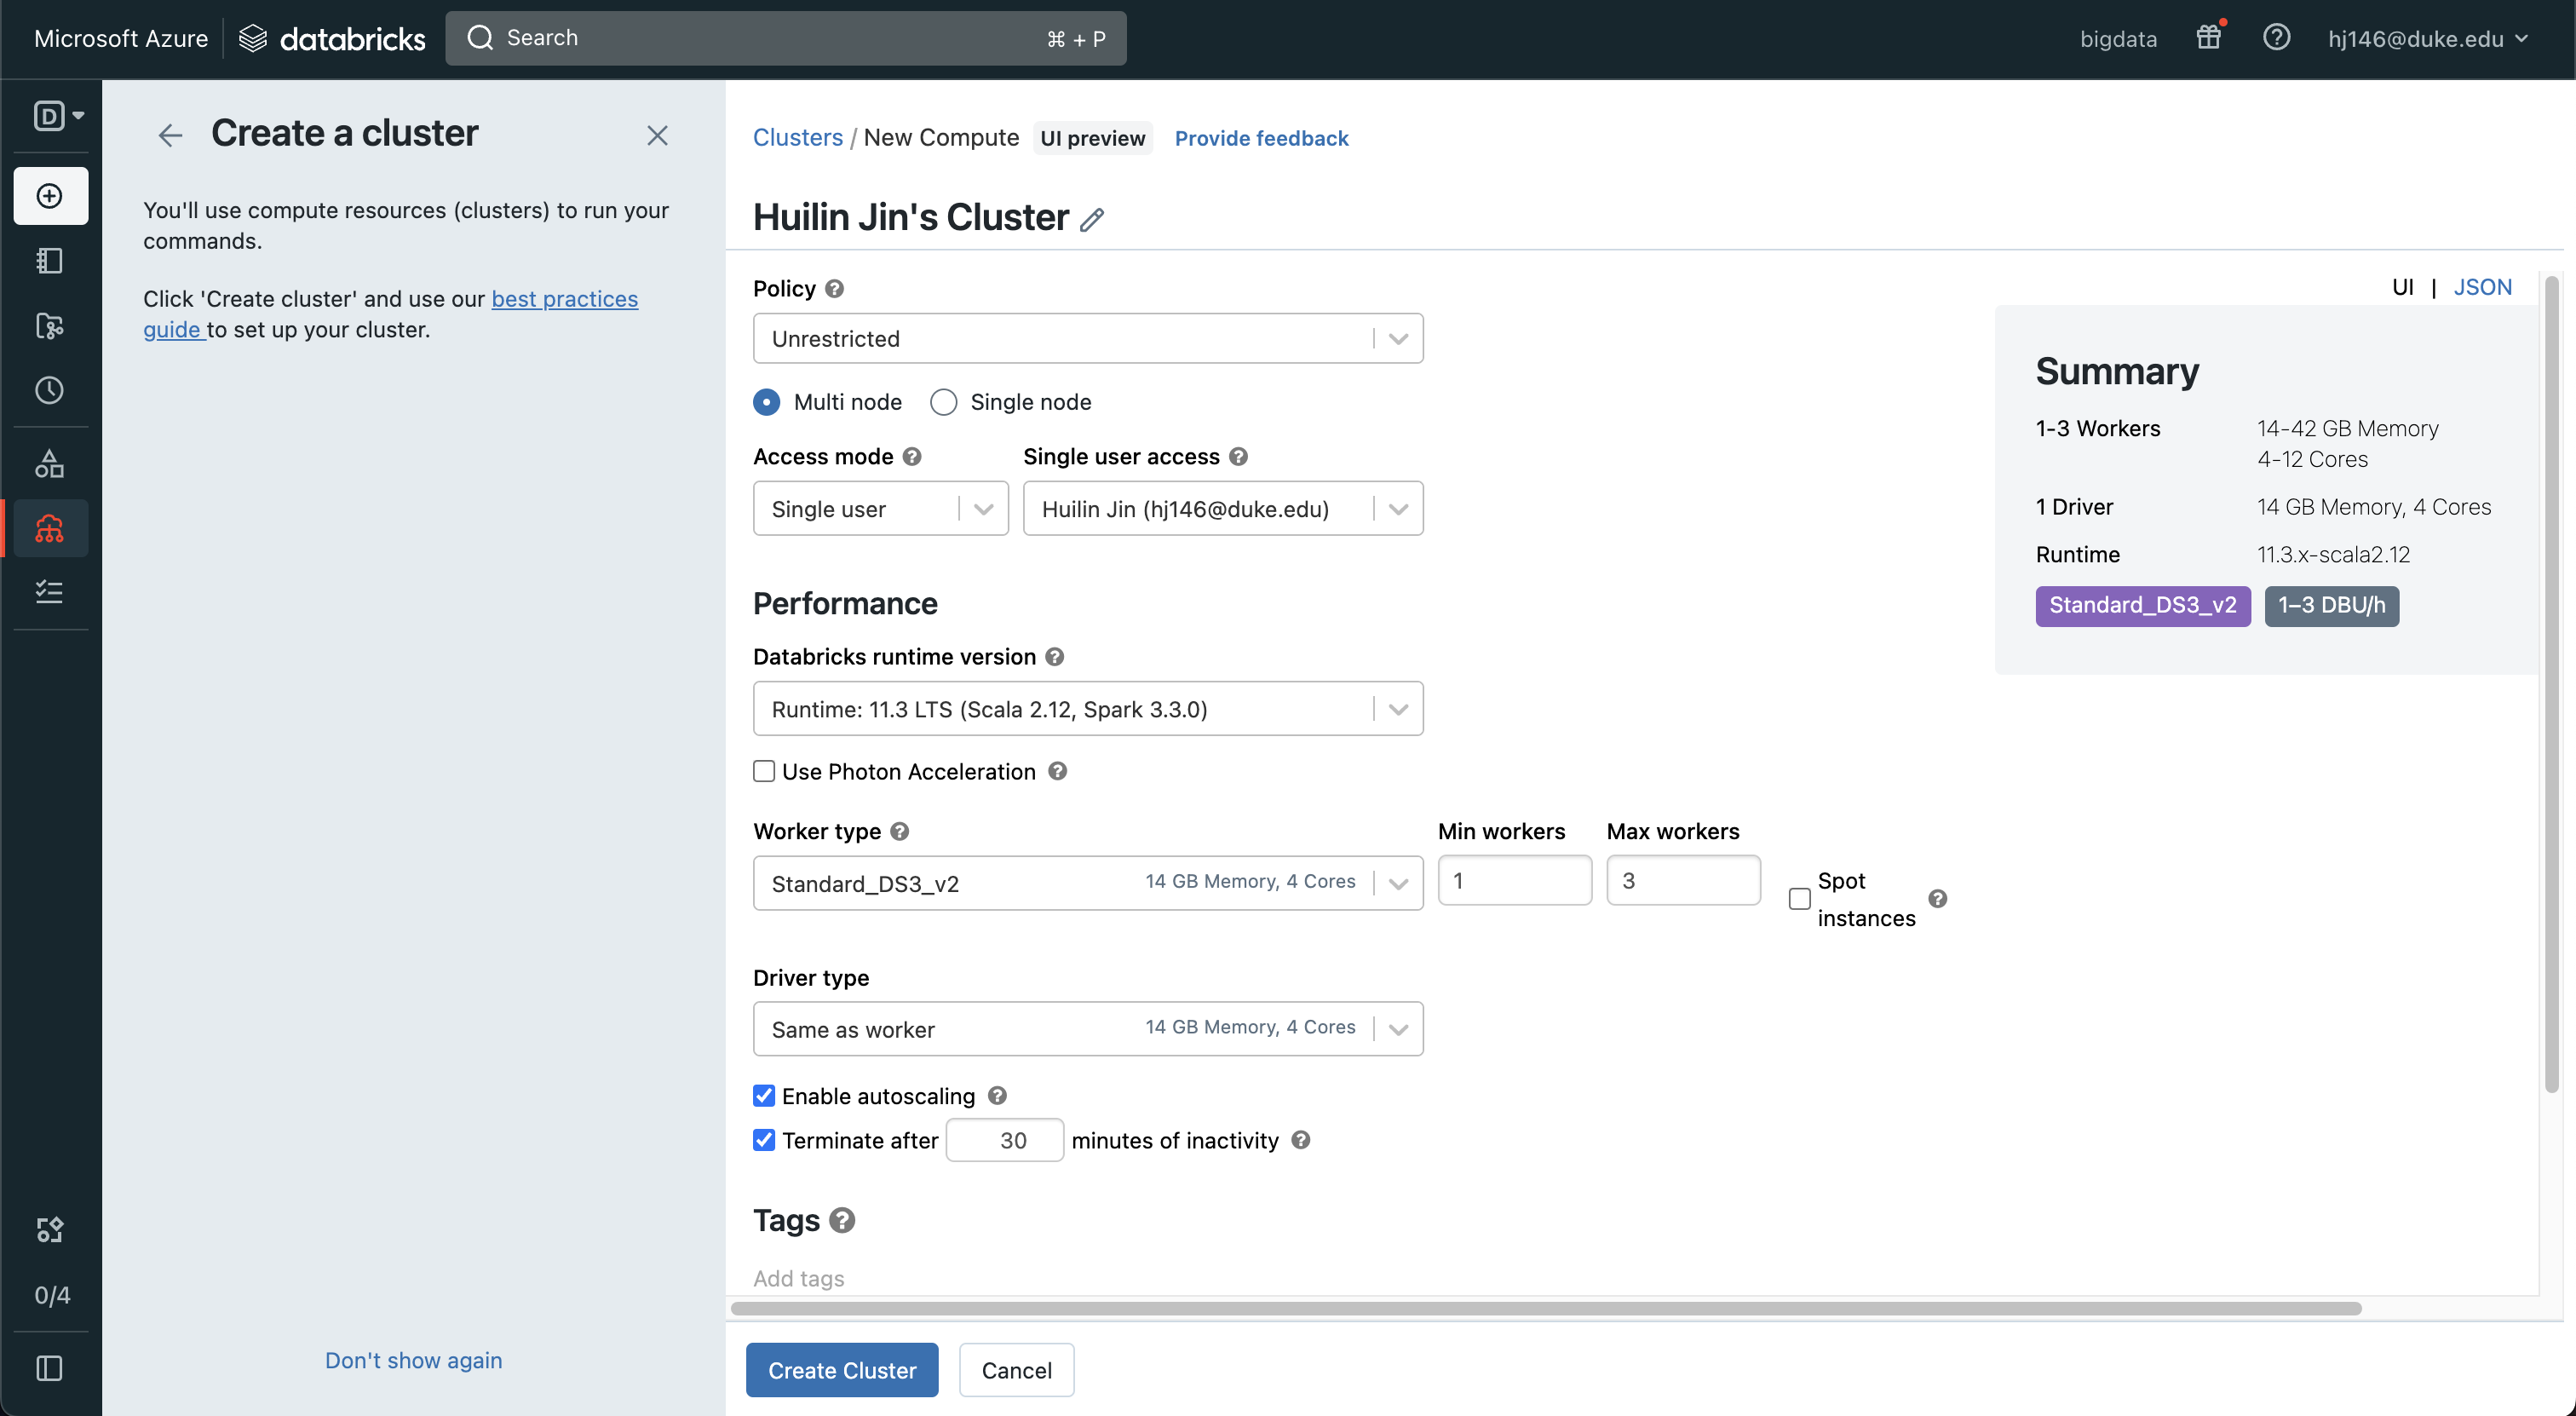 Microsoft Azure databricks Search ⌘ + P bigdata hj146@duke.edu
D
Create a cluster
You'll use compute resources (clusters) to run your
commands.
Click 'Create cluster' and use our best practices
guide to set up your cluster.
0/4
Don't show again
Clusters / New Compute UI preview Provide feedback
Huilin Jin's Cluster
UI | JSON
Policy
Unrestricted
Multi node Single node
Access mode Single user access
Single user Huilin Jin (hj146@duke.edu)
Performance
Databricks runtime version
Runtime: 11.3 LTS (Scala 2.12, Spark 3.3.0)
Use Photon Acceleration
Worker type Min workers Max workers
Standard_DS3_v2 14 GB Memory, 4 Cores 1 3 Spot
instances
Driver type
Same as worker 14 GB Memory, 4 Cores
Enable autoscaling
Terminate after 30 minutes of inactivity
Tags
Add tags
Create Cluster Cancel
Summary
1-3 Workers 14-42 GB Memory
4-12 Cores
1 Driver 14 GB Memory, 4 Cores
Runtime 11.3.x-scala2.12
Standard_DS3_v2 1–3 DBU/h